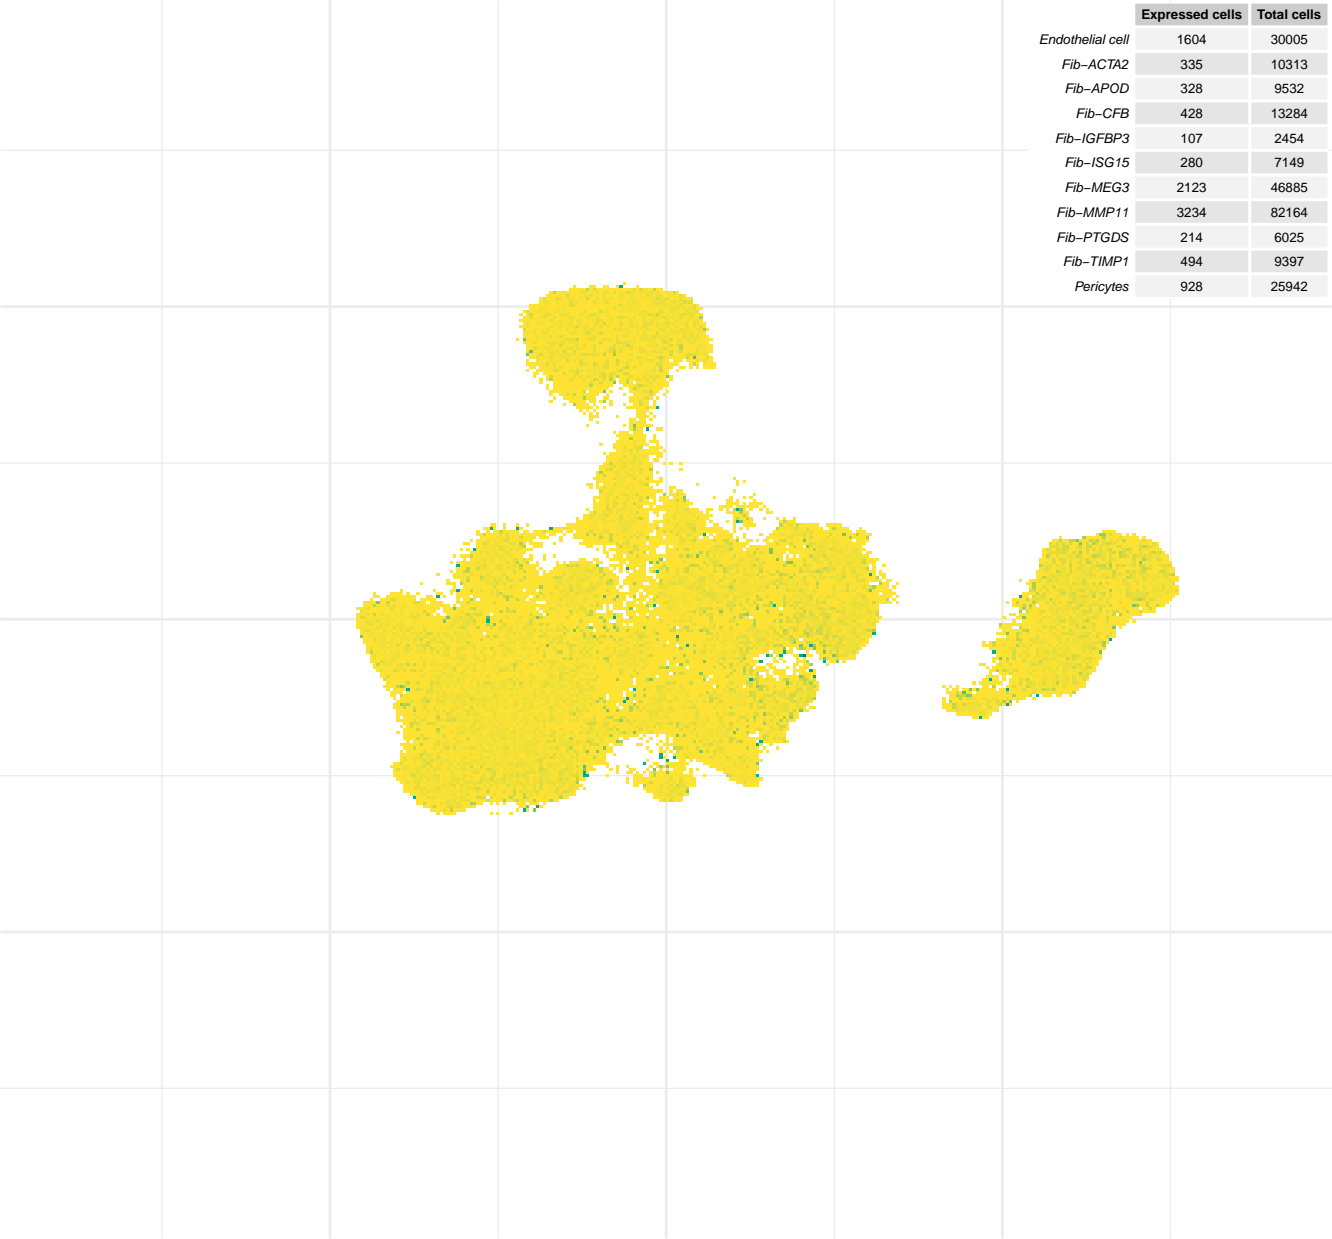 Expressed cells Total cells
Endothelial cell 1604 30005
Fib−ACTA2 335 10313
Fib−APOD 328 9532
Fib−CFB 428 13284
Fib−IGFBP3 107 2454
Fib−ISG15 280 7149
Fib−MEG3 2123 46885
Fib−MMP11 3234 82164
Fib−PTGDS 214 6025
Fib−TIMP1 494 9397
Pericytes 928 25942